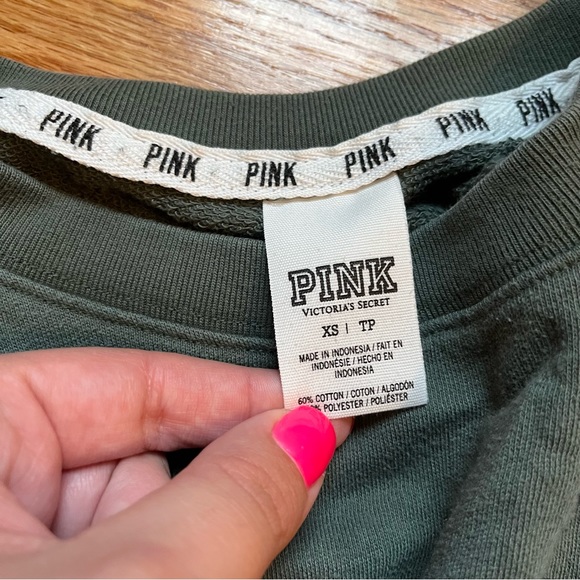 PINK PINK PINK PINK PINK PINK
PINK
VICTORIA'S SECRET
XS | TP
MADE IN INDONESIA / FAIT EN
INDONÉSIE / HECHO EN
INDONESIA
60% COTTON / COTON / ALGODÓN
POLYESTER / POLIÉSTER